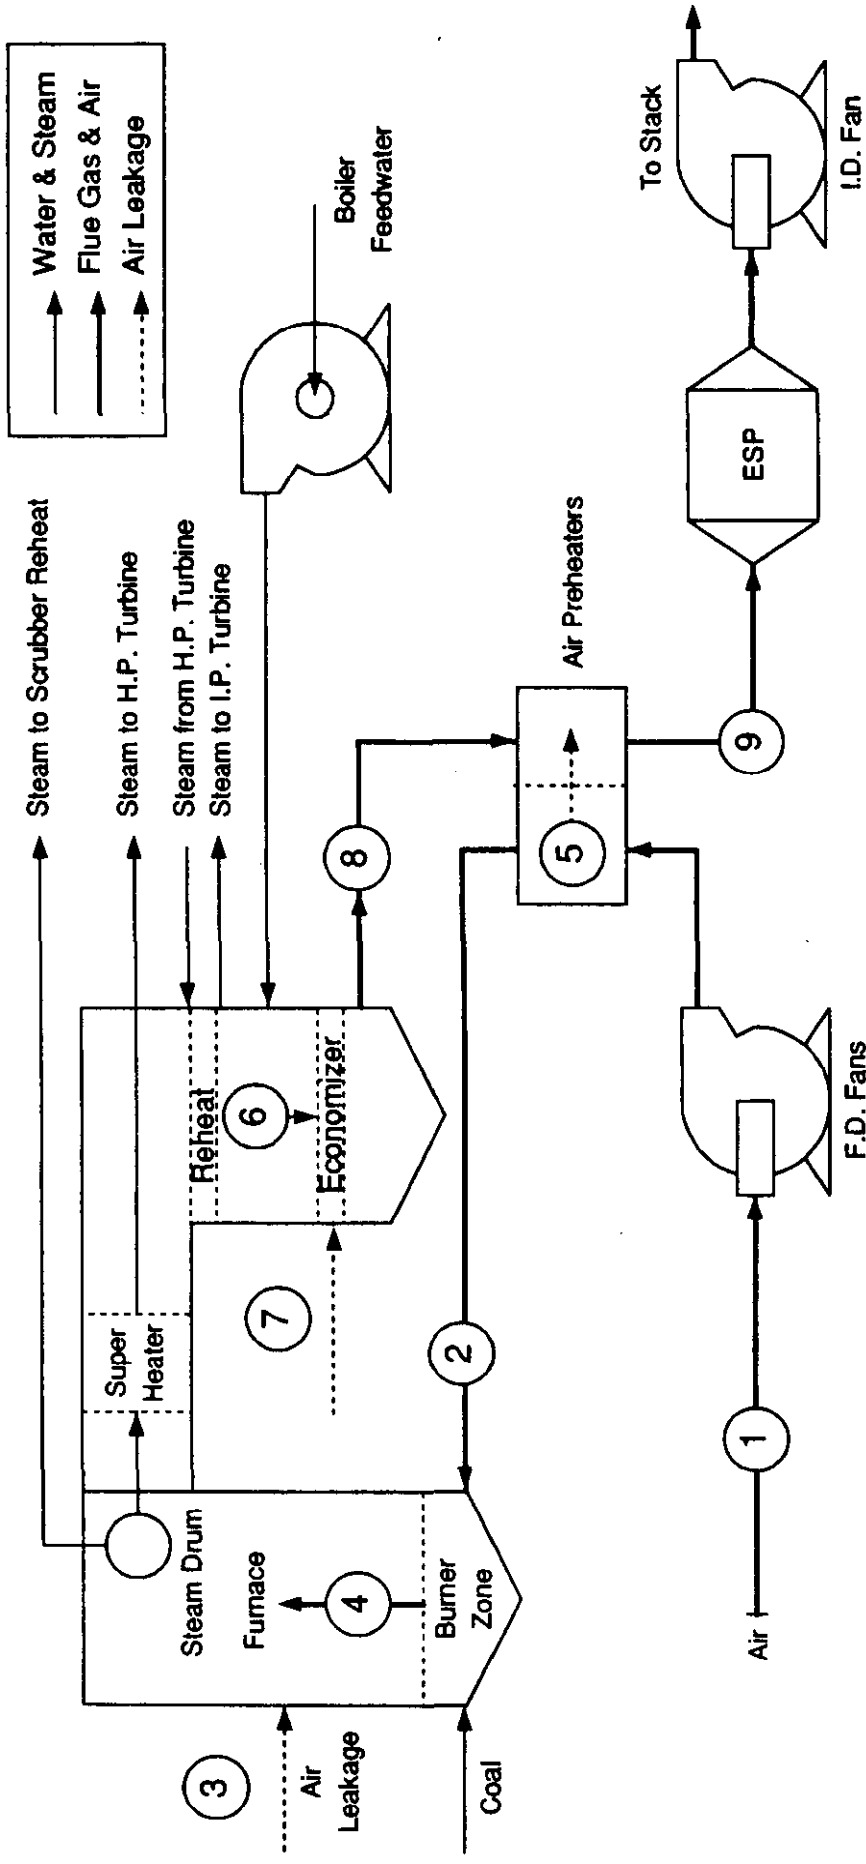 Water & Steam
Flue Gas & Air
Air Leakage
Steam to Scrubber Reheat
Steam to H.P. Turbine
Steam from H.P. Turbine
Steam to I.P. Turbine
Boiler
Feedwater
Super
Heater
Steam Drum
Furnace
Reheat
6
Economizer
7
8
3
Air
Leakage
4
Burner
Zone
Coal
2
5
Air Preheaters
9
ESP
To Stack
I.D. Fan
Air
1
F.D. Fans